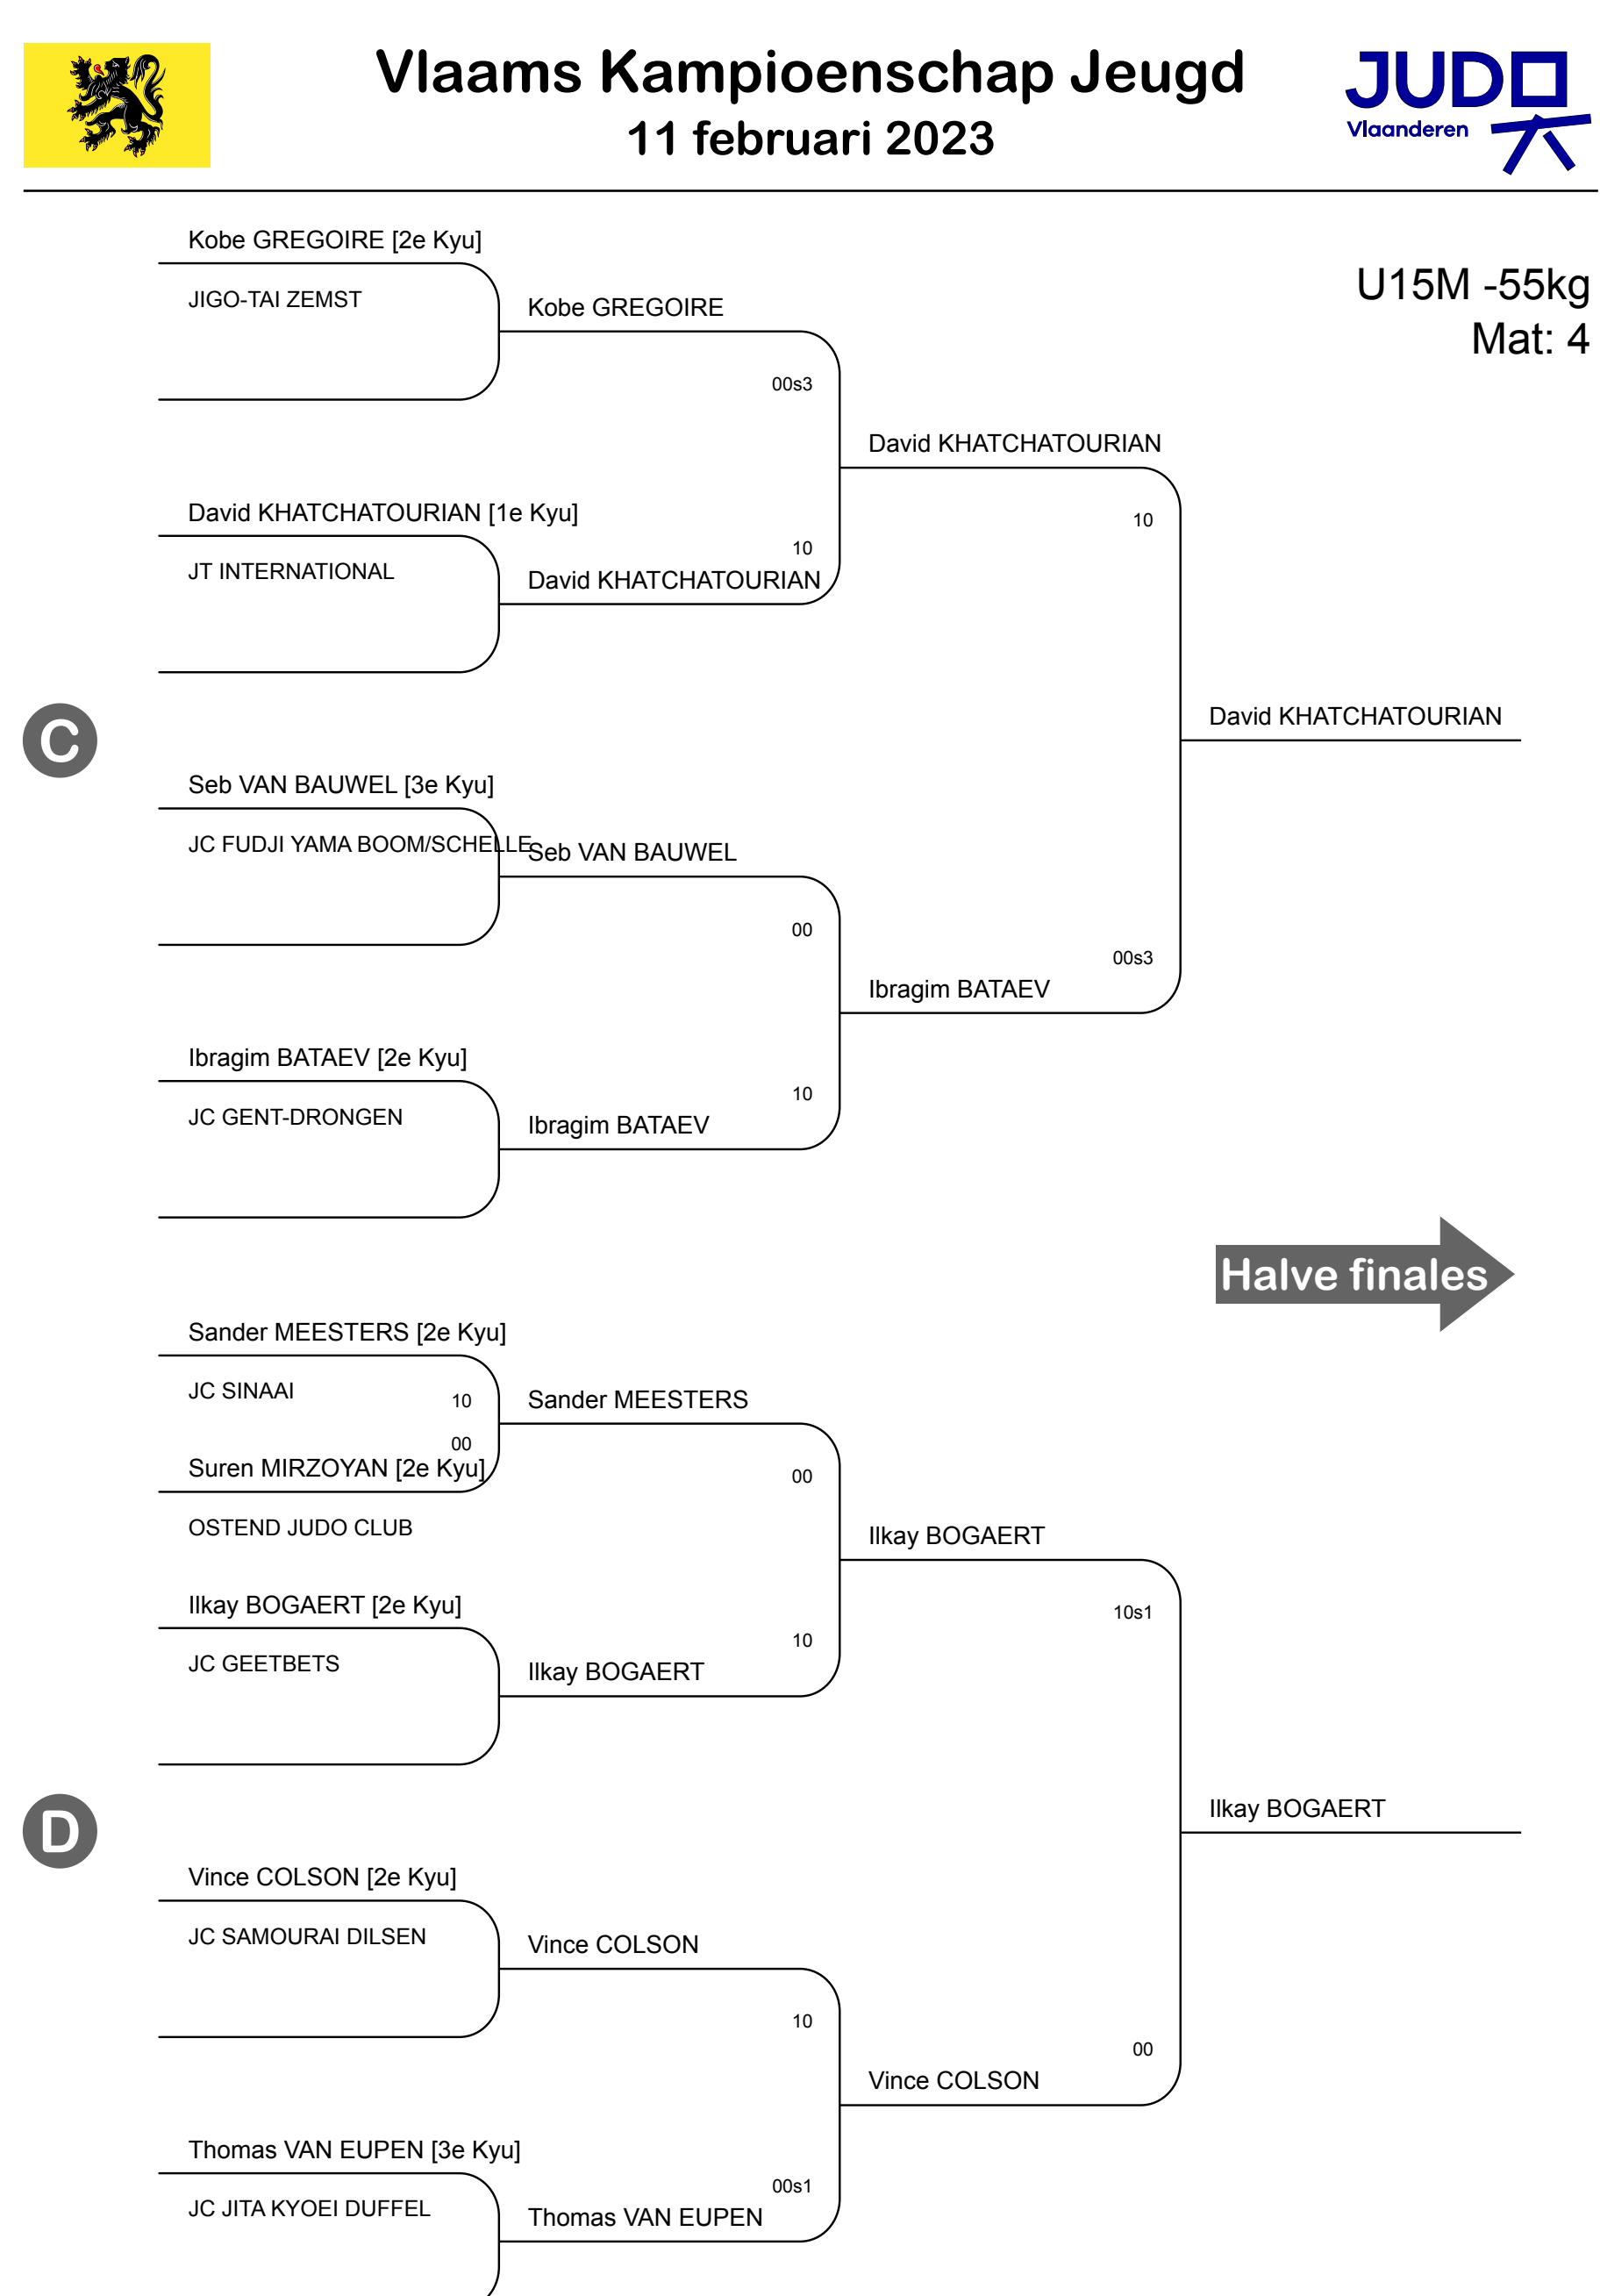 Vlaams Kampioenschap Jeugd
11 februari 2023
JUDO
Vlaanderen
U15M -55kg
Mat: 4
Kobe GREGOIRE [2e Kyu]
JIGO-TAI ZEMST
Kobe GREGOIRE
00s3
David KHATCHATOURIAN
David KHATCHATOURIAN [1e Kyu]
10
10
JT INTERNATIONAL
David KHATCHATOURIAN
C
David KHATCHATOURIAN
Seb VAN BAUWEL [3e Kyu]
JC FUDJI YAMA BOOM/SCHELLE
Seb VAN BAUWEL
00
00s3
Ibragim BATAEV
Ibragim BATAEV [2e Kyu]
10
JC GENT-DRONGEN
Ibragim BATAEV
Halve finales
Sander MEESTERS [2e Kyu]
JC SINAAI
10
Sander MEESTERS
00
Suren MIRZOYAN [2e Kyu]
00
OSTEND JUDO CLUB
Ilkay BOGAERT
Ilkay BOGAERT [2e Kyu]
10s1
10
JC GEETBETS
Ilkay BOGAERT
D
Ilkay BOGAERT
Vince COLSON [2e Kyu]
JC SAMOURAI DILSEN
Vince COLSON
10
00
Vince COLSON
Thomas VAN EUPEN [3e Kyu]
00s1
JC JITA KYOEI DUFFEL
Thomas VAN EUPEN